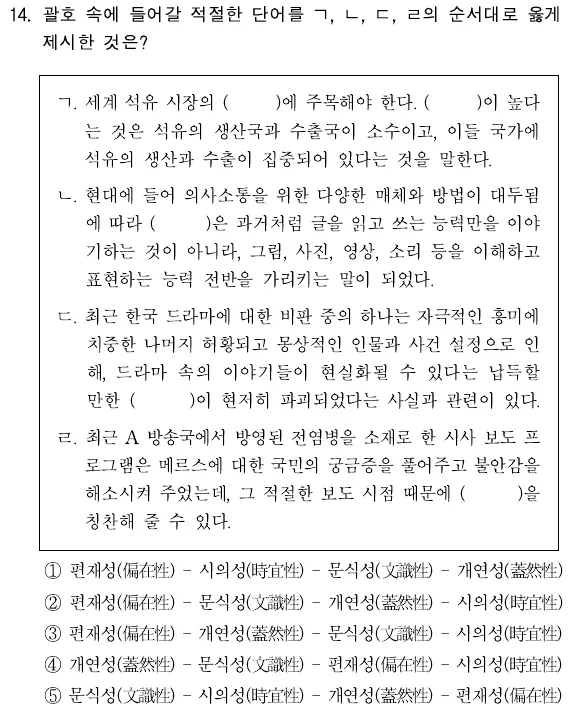 14. 괄호 속에 들어갈 적절한 단어를 ㄱ, ㄴ, ㄷ, ㄹ의 순서대로 옳게
제시한 것은?
ㄱ. 세계 석유 시장의 ( )에 주목해야 한다. ( )이 높다
는 것은 석유의 생산국과 수출국이 소수이고, 이들 국가에
석유의 생산과 수출이 집중되어 있다는 것을 말한다.
ㄴ. 현대에 들어 의사소통을 위한 다양한 매체와 방법이 대두됨
에 따라 ( )은 과거처럼 글을 읽고 쓰는 능력만을 이야
기하는 것이 아니라, 그림, 사진, 영상, 소리 등을 이해하고
표현하는 능력 전반을 가리키는 말이 되었다.
ㄷ. 최근 한국 드라마에 대한 비판 중의 하나는 자극적인 흥미에
치중한 나머지 허황되고 몽상적인 인물과 사건 설정으로 인
해, 드라마 속의 이야기들이 현실화될 수 있다는 납득할
만한 ( )이 현저히 파괴되었다는 사실과 관련이 있다.
ㄹ. 최근 A 방송국에서 방영된 전염병을 소재로 한 시사 보도 프
로그램은 메르스에 대한 국민의 궁금증을 풀어주고 불안감을
해소시켜 주었는데, 그 적절한 보도 시점 때문에 ( )을
칭찬해 줄 수 있다.
① 편재성(偏在性) - 시의성(時宜性) - 문식성(文識性) - 개연성(蓋然性)
② 편재성(偏在性) - 문식성(文識性) - 개연성(蓋然性) - 시의성(時宜性)
③ 편재성(偏在性) - 개연성(蓋然性) - 문식성(文識性) - 시의성(時宜性)
④ 개연성(蓋然性) - 문식성(文識性) - 편재성(偏在性) - 시의성(時宜性)
⑤ 문식성(文識性) - 시의성(時宜性) - 개연성(蓋然性) - 편재성(偏在性)